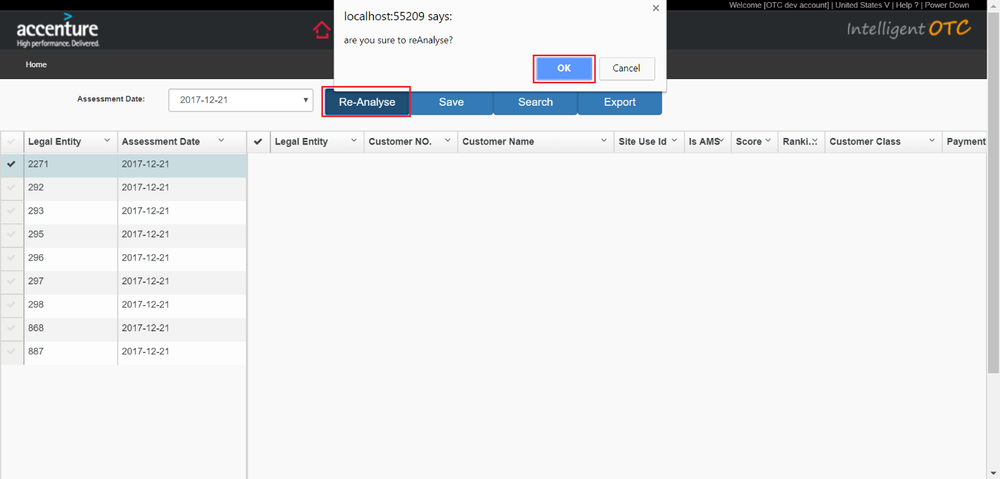 Welcome [OTC dev account] | United States V | Help ? | Power Down
accenture
High performance. Delivered.
Intelligent OTC
localhost:55209 says:
are you sure to reAnalyse?
OK
Cancel
Home
Assessment Date:
2017-12-21
Re-Analyse
Save
Search
Export
Legal Entity Assessment Date
Legal Entity Customer NO. Customer Name Site Use Id Is AMS Score Ranki... Customer Class Payment
2271 2017-12-21
292 2017-12-21
293 2017-12-21
295 2017-12-21
296 2017-12-21
297 2017-12-21
298 2017-12-21
868 2017-12-21
887 2017-12-21